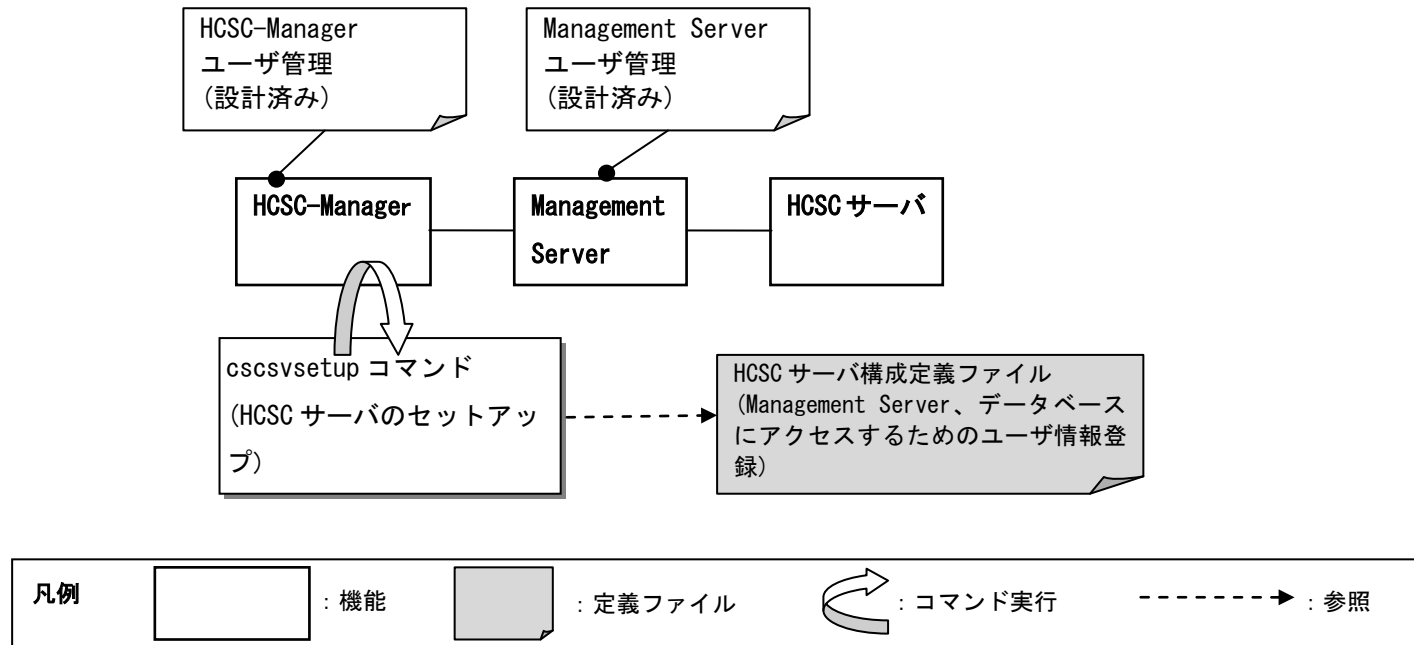 HCSC-Manager
ユーザ管理
(設計済み)
Management Server
ユーザ管理
(設計済み)
HCSC-Manager
Management
Server
HCSC サーバ
cscsvsetup コマンド
(HCSC サーバのセットアッ
プ)
HCSC サーバ構成定義ファイル
(Management Server、データベース
にアクセスするためのユーザ情報登
録)
凡例
：機能
：定義ファイル
：コマンド実行
：参照